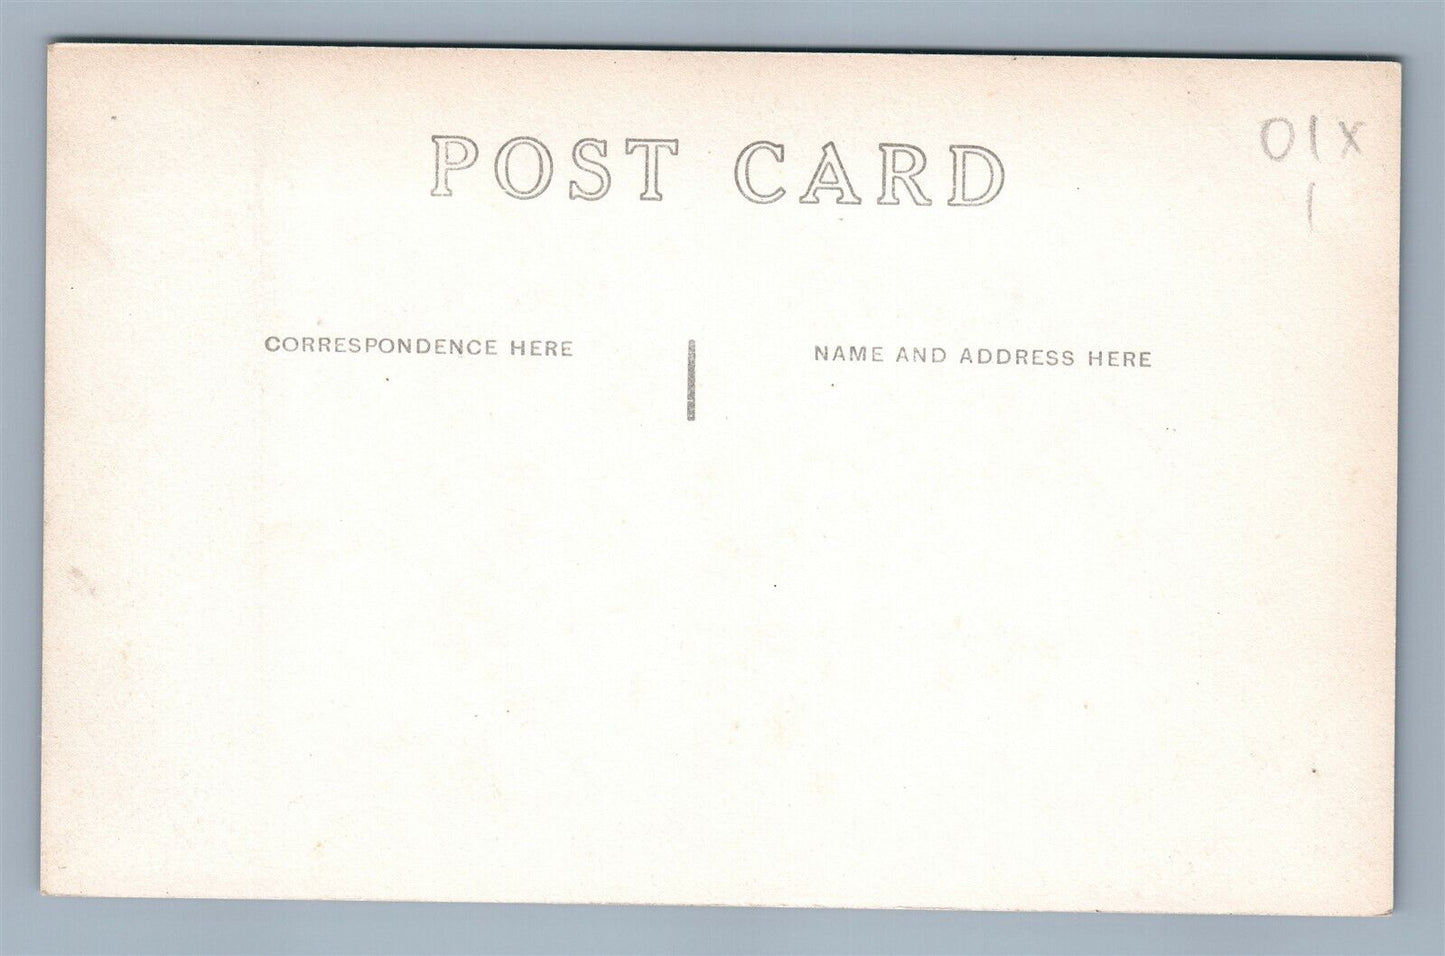 POST CARD
01X
1
CORRESPONDENCE HERE
NAME AND ADDRESS HERE